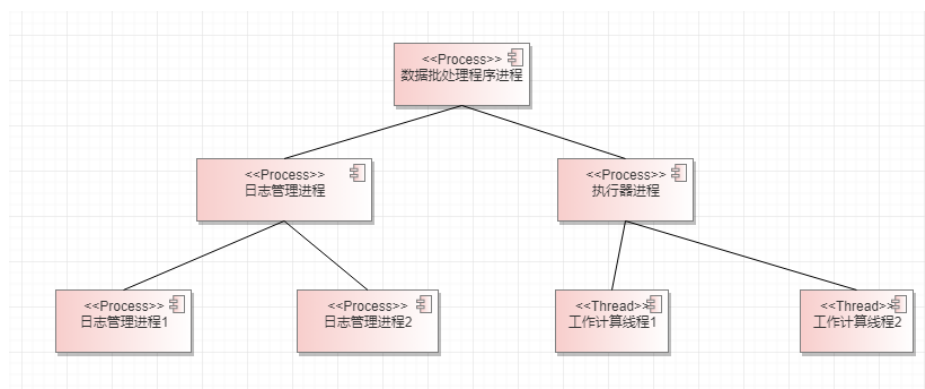 <<Process>>
数据批处理程序进程
<<Process>>
日志管理进程
<<Process>>
执行器进程
<<Process>>
日志管理进程1
<<Process>>
日志管理进程2
<<Thread>>
工作计算线程1
<<Thread>>
工作计算线程2